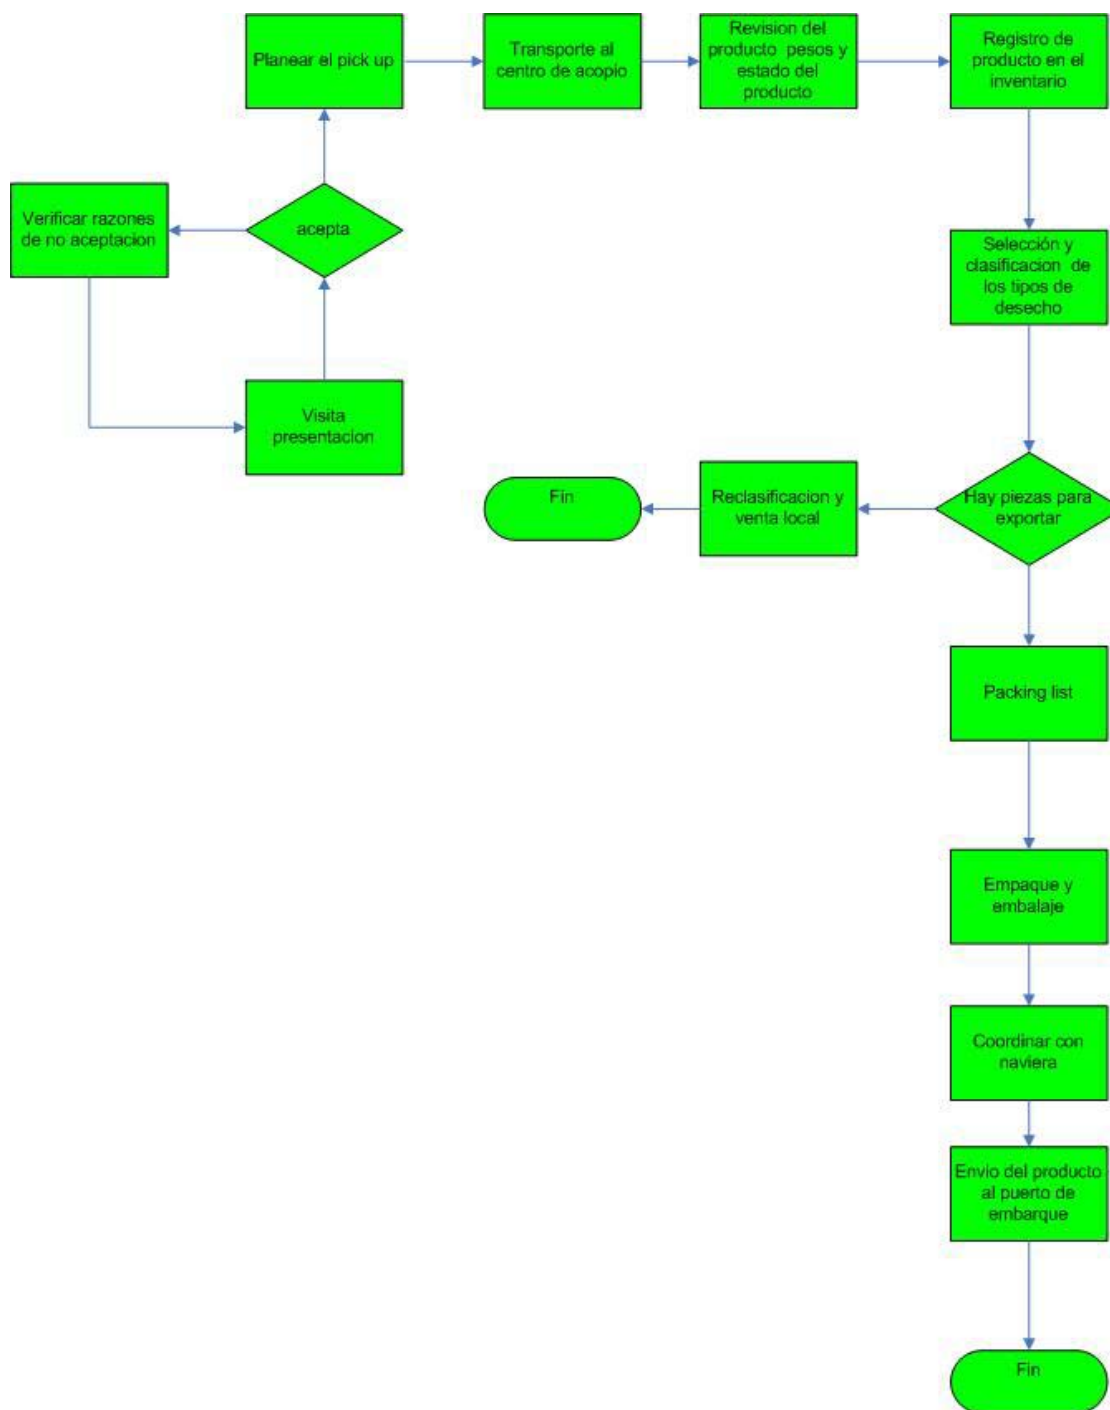 Planear el pick up
Transporte al
centro de acopio
Revision del
producto pesos y
estado del
producto
Registro de
producto en el
inventario
Verificar razones
de no aceptacion
acepta
Selección y
clasificacion de
los tipos de
desecho
Visita
presentacion
Fin
Reclasificacion y
venta local
Hay piezas para
exportar
Packing list
Empaque y
embalaje
Coordinar con
naviera
Envio del producto
al puerto de
embarque
Fin